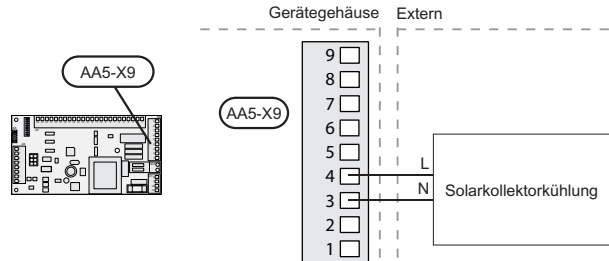 Gerätegehäuse Extern
AA5-X9
AA5-X9
9
8
7
6
5
4
3
2
1
L
N
Solarkollektorkühlung